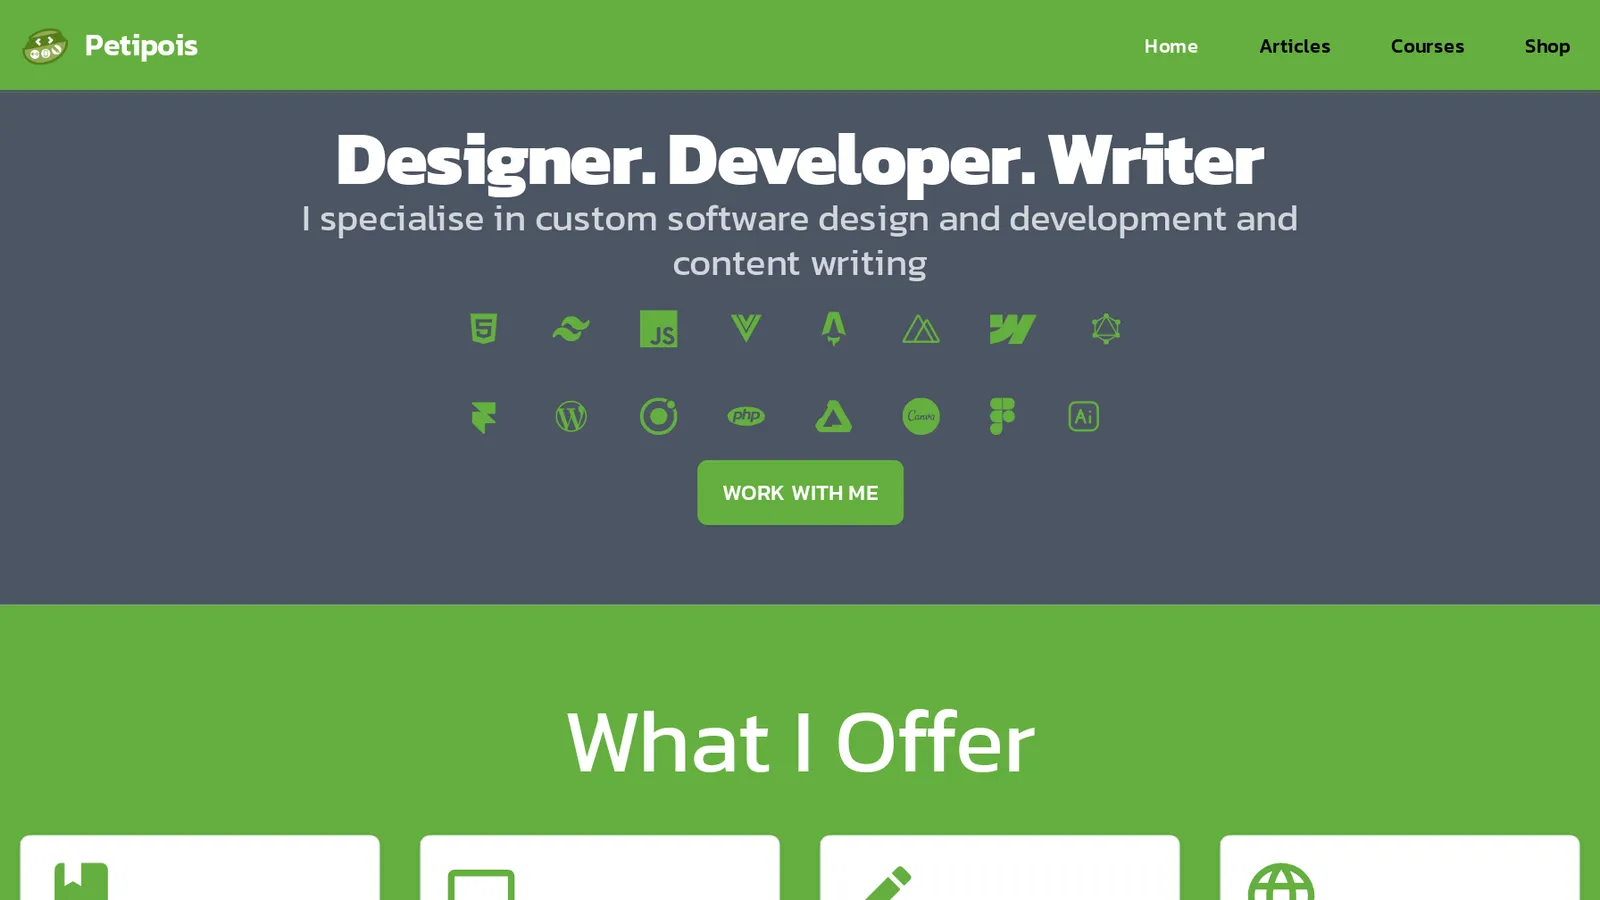 Petipois
Home
Articles
Courses
Shop
Designer. Developer. Writer
I specialise in custom software design and development and
content writing
5
JS
W
php
Canva
Ai
WORK WITH ME
What I Offer